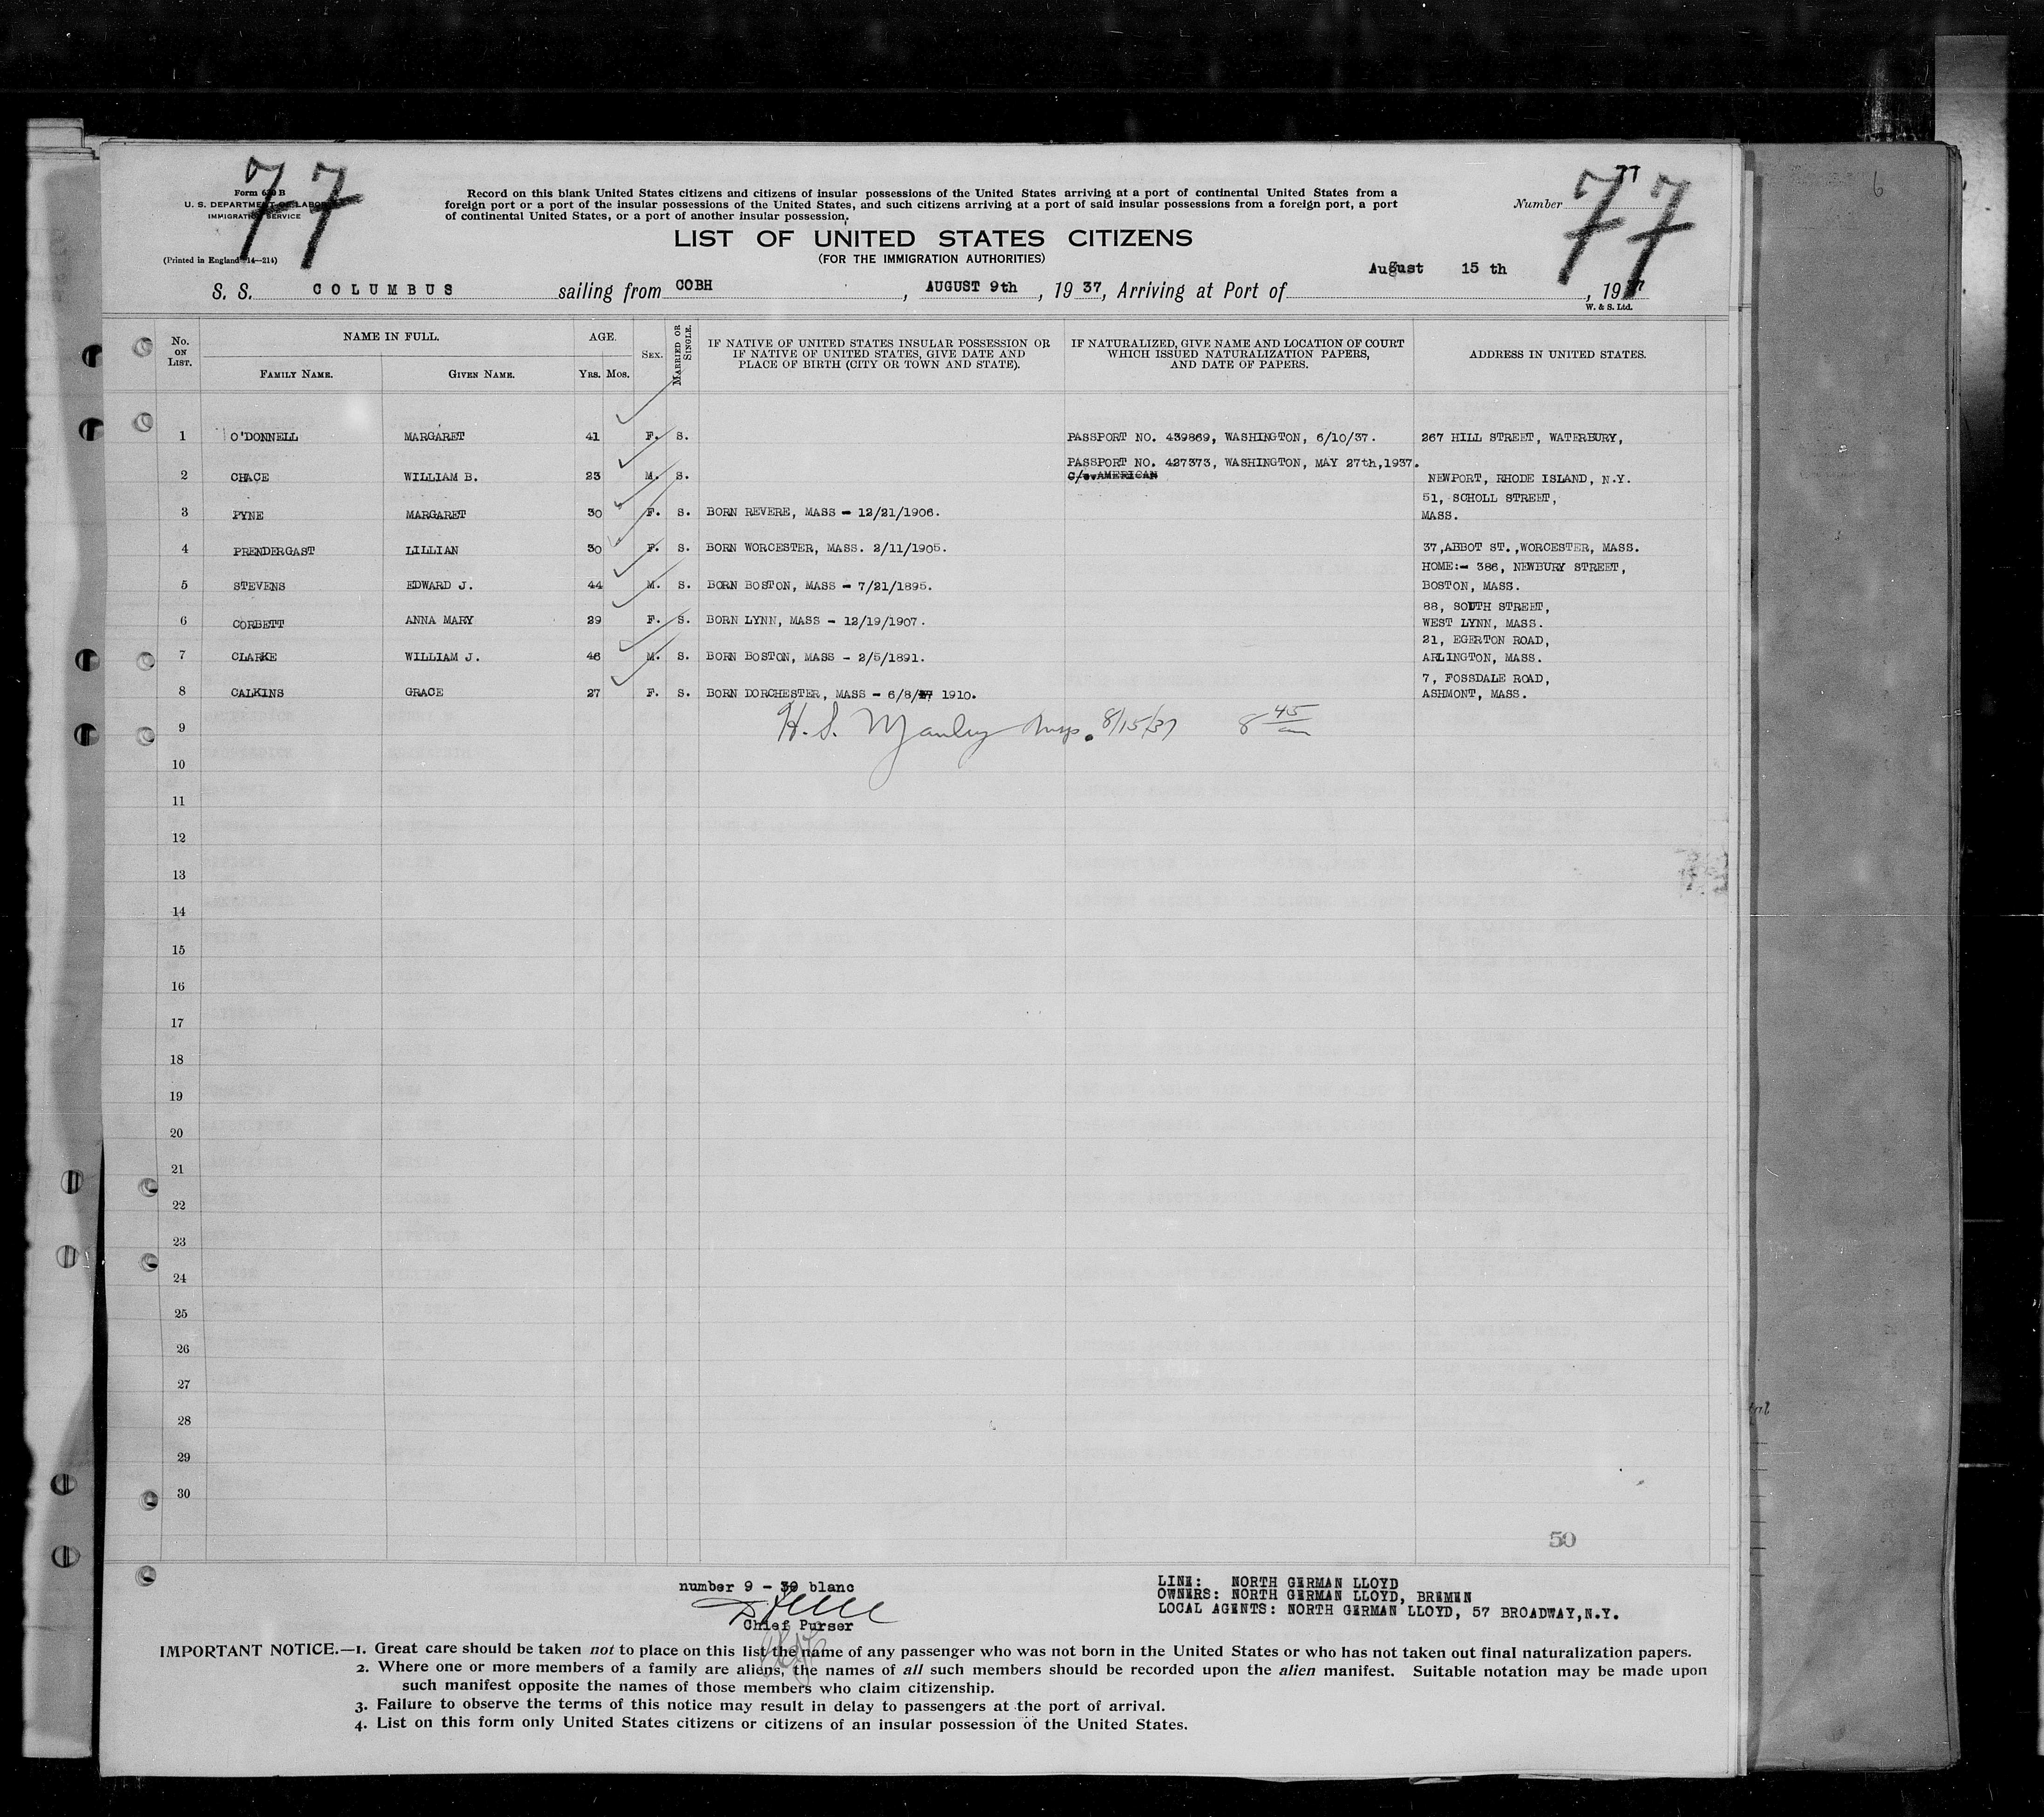 77
77
77
Form 630 B
U. S. DEPARTMENT OF LABOR
IMMIGRATION SERVICE
(Printed in England 14—214)
Record on this blank United States citizens and citizens of insular possessions of the United States arriving at a port of continental United States from a
foreign port or a port of the insular possessions of the United States, and such citizens arriving at a port of said insular possessions from a foreign port, a port
of continental United States, or a port of another insular possession.
Number
LIST OF UNITED STATES CITIZENS
(FOR THE IMMIGRATION AUTHORITIES)
August 15 th
S. S. COLUMBUS sailing from COBH, AUGUST 9th, 19 37, Arriving at Port of , 1937
W. & S. Ltd.
No. ON LIST. NAME IN FULL. FAMILY NAME. GIVEN NAME. AGE. YRS. MOS. SEX. MARRIED OR SINGLE. IF NATIVE OF UNITED STATES INSULAR POSSESSION OR IF NATIVE OF UNITED STATES, GIVE DATE AND PLACE OF BIRTH (CITY OR TOWN AND STATE). IF NATURALIZED, GIVE NAME AND LOCATION OF COURT WHICH ISSUED NATURALIZATION PAPERS, AND DATE OF PAPERS. ADDRESS IN UNITED STATES.
1 O'DONNELL MARGARET 41 F. S. PASSPORT NO. 439869, WASHINGTON, 6/10/37. 267 HILL STREET, WATERBURY,
PASSPORT NO. 427373, WASHINGTON, MAY 27th,1937.
2 CHACE WILLIAM B. 23 M. S. AMERICAN NEWPORT, RHODE ISLAND, N.Y.
51, SCHOLL STREET,
3 PYNE MARGARET 30 F. S. BORN REVERE, MASS - 12/21/1906. MASS.
4 PRENDERGAST LILLIAN 30 F. S. BORN WORCESTER, MASS. 2/11/1905. 37,ABBOT ST.,WORCESTER, MASS.
HOME:- 386, NEWBURY STREET,
5 STEVENS EDWARD J. 44 M. S. BORN BOSTON, MASS - 7/21/1895. BOSTON, MASS.
88, SOUTH STREET,
6 CORBETT ANNA MARY 29 F. S. BORN LYNN, MASS - 12/19/1907. WEST LYNN, MASS.
21, EGERTON ROAD,
7 CLARKE WILLIAM J. 46 M. S. BORN BOSTON, MASS - 2/5/1891. ARLINGTON, MASS.
7, FOSSDALE ROAD,
8 CALKINS GRACE 27 F. S. BORN DORCHESTER, MASS - 6/8/ 1910. ASHMONT, MASS.
H. S. Manley Insp. 8/15/37 8 45 am
9
10
11
12
13
14
15
16
17
18
19
20
21
22
23
24
25
26
27
28
29
30
50
number 9 - 30 blanc
Chief Purser
LINE: NORTH GERMAN LLOYD
OWNERS: NORTH GERMAN LLOYD, BREMEN
LOCAL AGENTS: NORTH GERMAN LLOYD, 57 BROADWAY,N.Y.
IMPORTANT NOTICE.—1. Great care should be taken not to place on this list the name of any passenger who was not born in the United States or who has not taken out final naturalization papers.
2. Where one or more members of a family are aliens, the names of all such members should be recorded upon the alien manifest. Suitable notation may be made upon
such manifest opposite the names of those members who claim citizenship.
3. Failure to observe the terms of this notice may result in delay to passengers at the port of arrival.
4. List on this form only United States citizens or citizens of an insular possession of the United States.
6